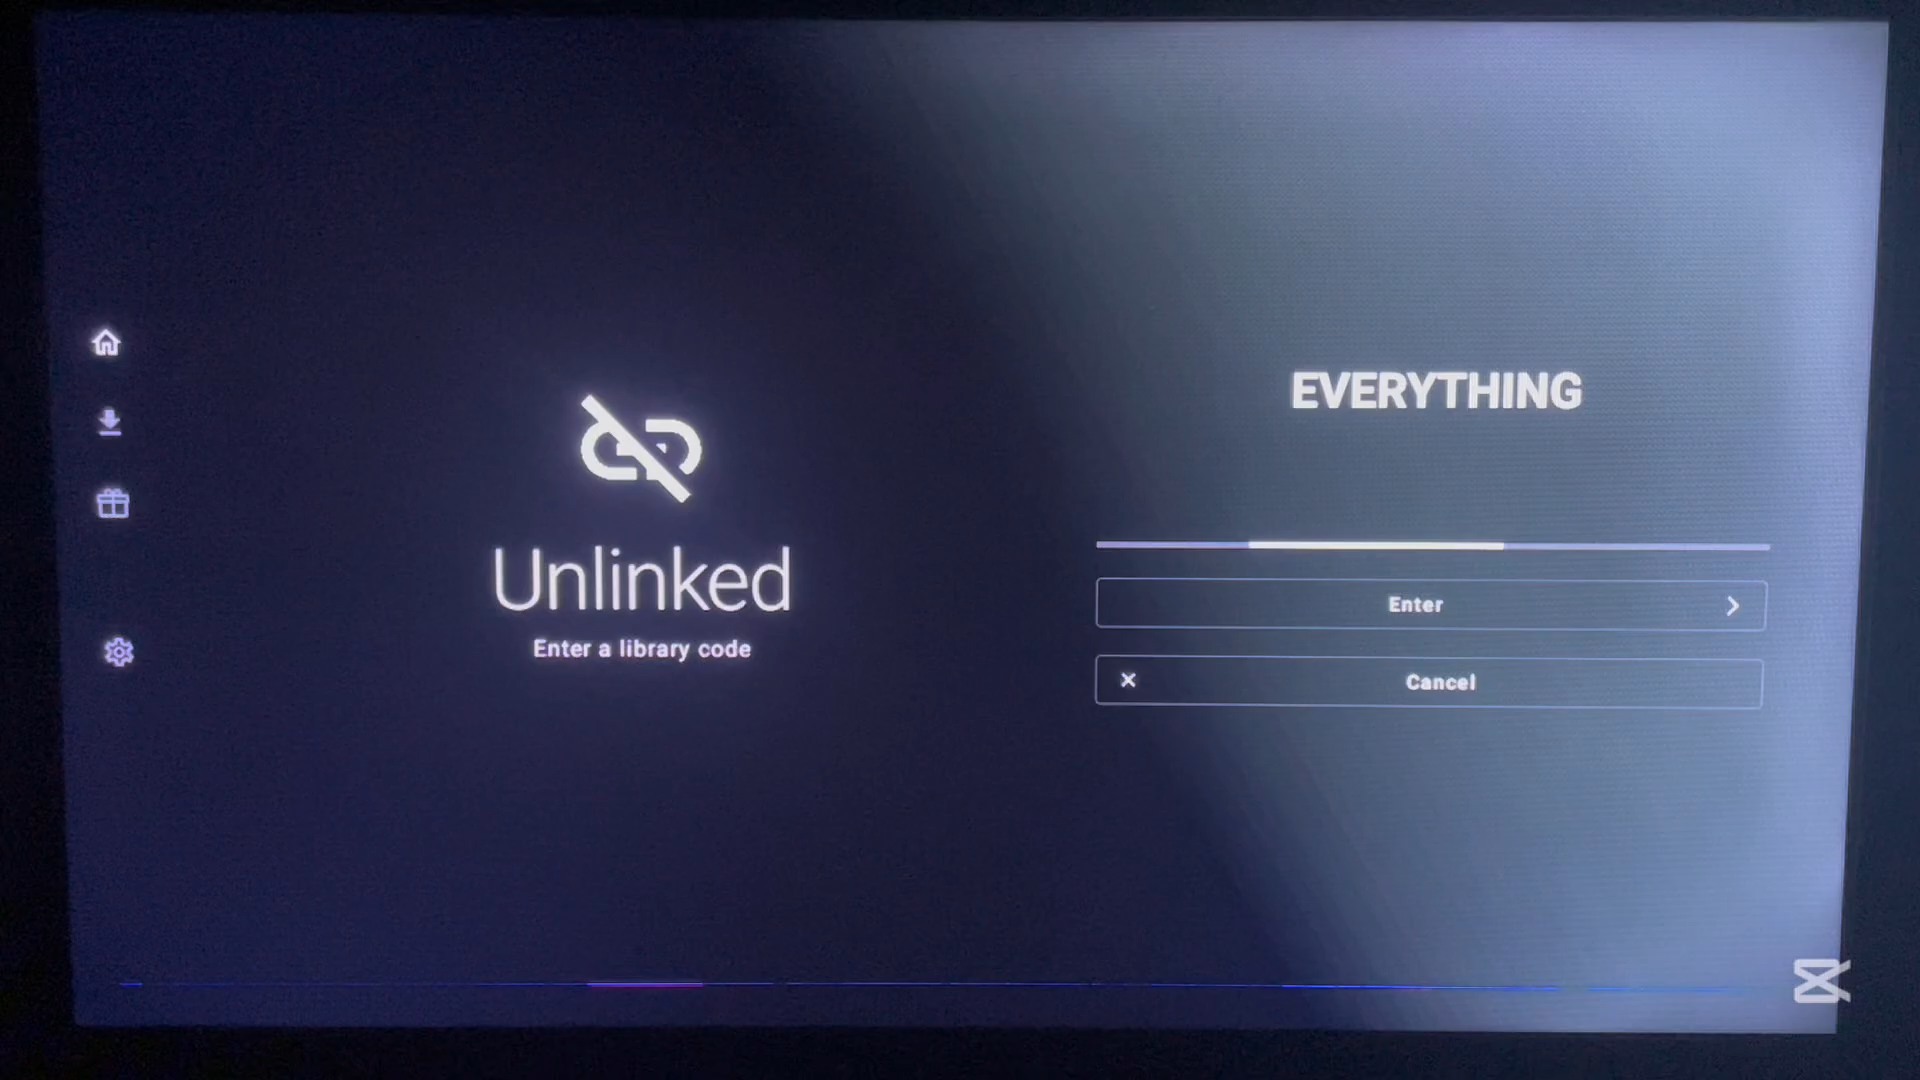 Unlinked
Enter a library code
EVERYTHING
Enter
Cancel